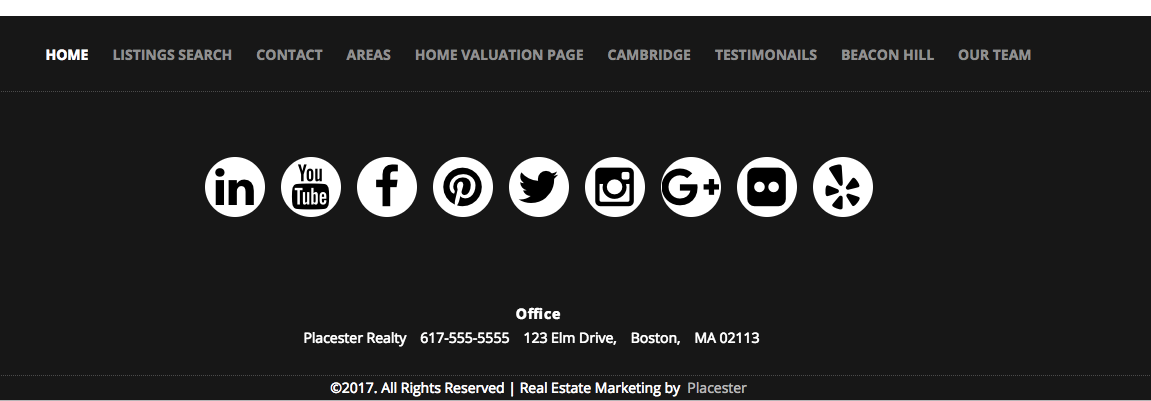 HOME LISTINGS SEARCH CONTACT AREAS HOME VALUATION PAGE CAMBRIDGE TESTIMONAILS BEACON HILL OUR TEAM
in You Tube f G+
Office
Placester Realty 617-555-5555 123 Elm Drive, Boston, MA 02113
©2017. All Rights Reserved | Real Estate Marketing by Placester